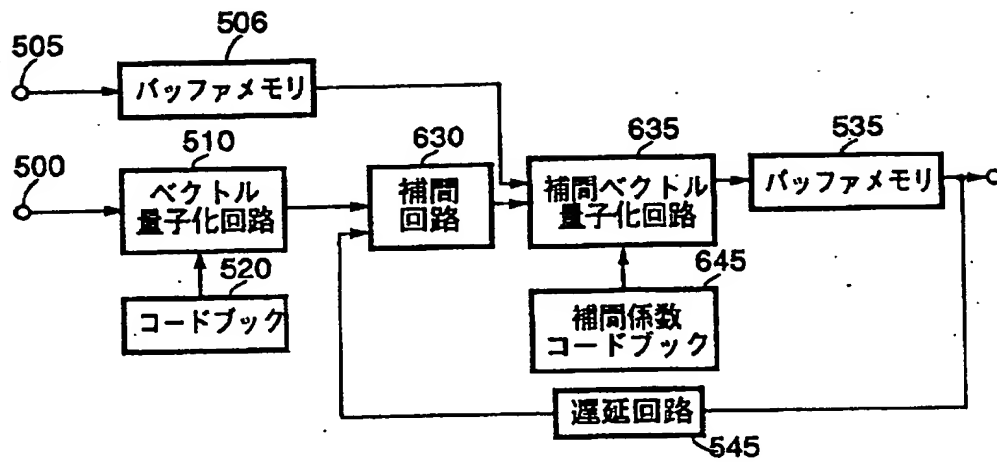 505
506
バッファメモリ
500
510
ベクトル
量子化回路
520
コードブック
630
補間
回路
635
補間ベクトル
量子化回路
645
補間係数
コードブック
535
バッファメモリ
遅延回路
545